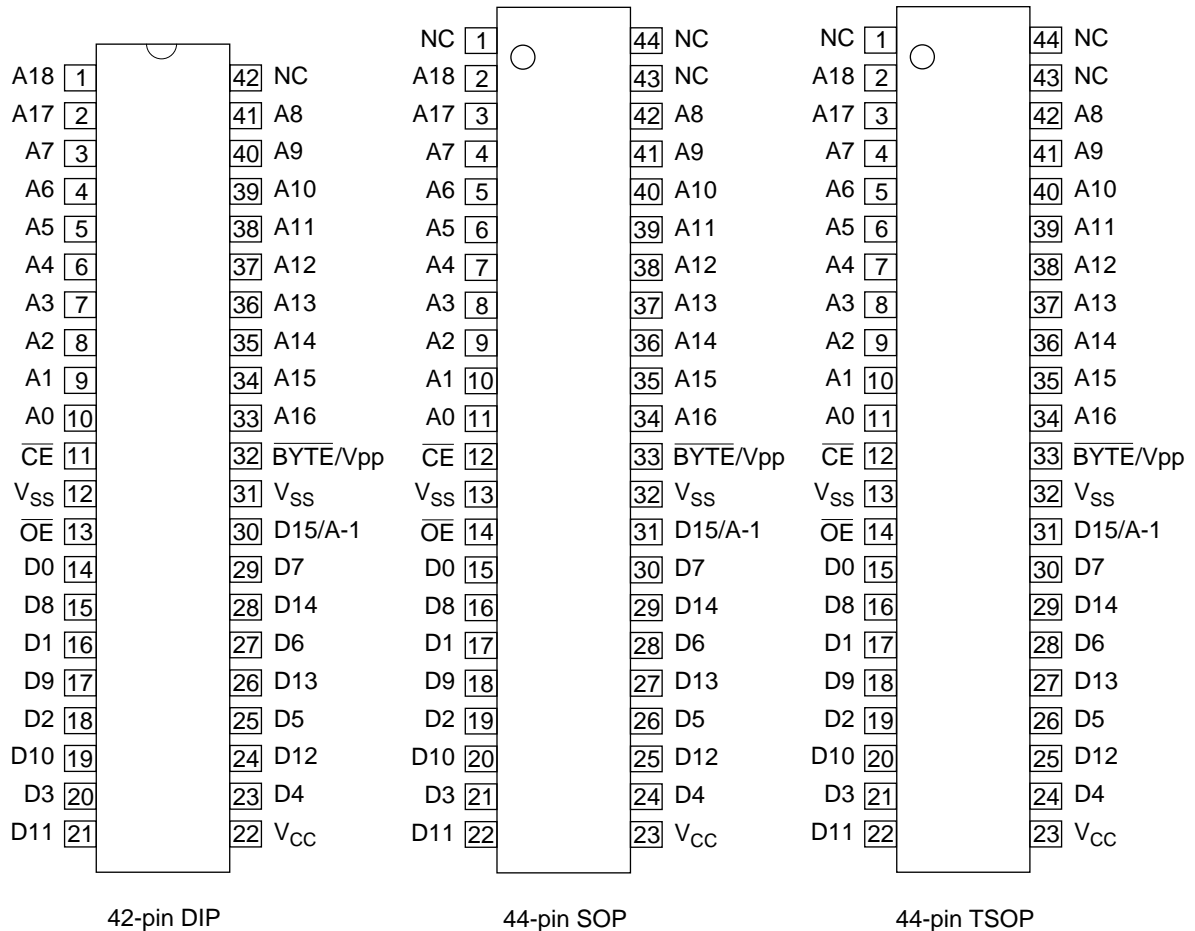 A18 1 42 NC
A17 2 41 A8
A7 3 40 A9
A6 4 39 A10
A5 5 38 A11
A4 6 37 A12
A3 7 36 A13
A2 8 35 A14
A1 9 34 A15
A0 10 33 A16
CE 11 32 BYTE/Vpp
VSS 12 31 VSS
OE 13 30 D15/A-1
D0 14 29 D7
D8 15 28 D14
D1 16 27 D6
D9 17 26 D13
D2 18 25 D5
D10 19 24 D12
D3 20 23 D4
D11 21 22 VCC
42-pin DIP
NC 1 44 NC
A18 2 43 NC
A17 3 42 A8
A7 4 41 A9
A6 5 40 A10
A5 6 39 A11
A4 7 38 A12
A3 8 37 A13
A2 9 36 A14
A1 10 35 A15
A0 11 34 A16
CE 12 33 BYTE/Vpp
VSS 13 32 VSS
OE 14 31 D15/A-1
D0 15 30 D7
D8 16 29 D14
D1 17 28 D6
D9 18 27 D13
D2 19 26 D5
D10 20 25 D12
D3 21 24 D4
D11 22 23 VCC
44-pin SOP
NC 1 44 NC
A18 2 43 NC
A17 3 42 A8
A7 4 41 A9
A6 5 40 A10
A5 6 39 A11
A4 7 38 A12
A3 8 37 A13
A2 9 36 A14
A1 10 35 A15
A0 11 34 A16
CE 12 33 BYTE/Vpp
VSS 13 32 VSS
OE 14 31 D15/A-1
D0 15 30 D7
D8 16 29 D14
D1 17 28 D6
D9 18 27 D13
D2 19 26 D5
D10 20 25 D12
D3 21 24 D4
D11 22 23 VCC
44-pin TSOP